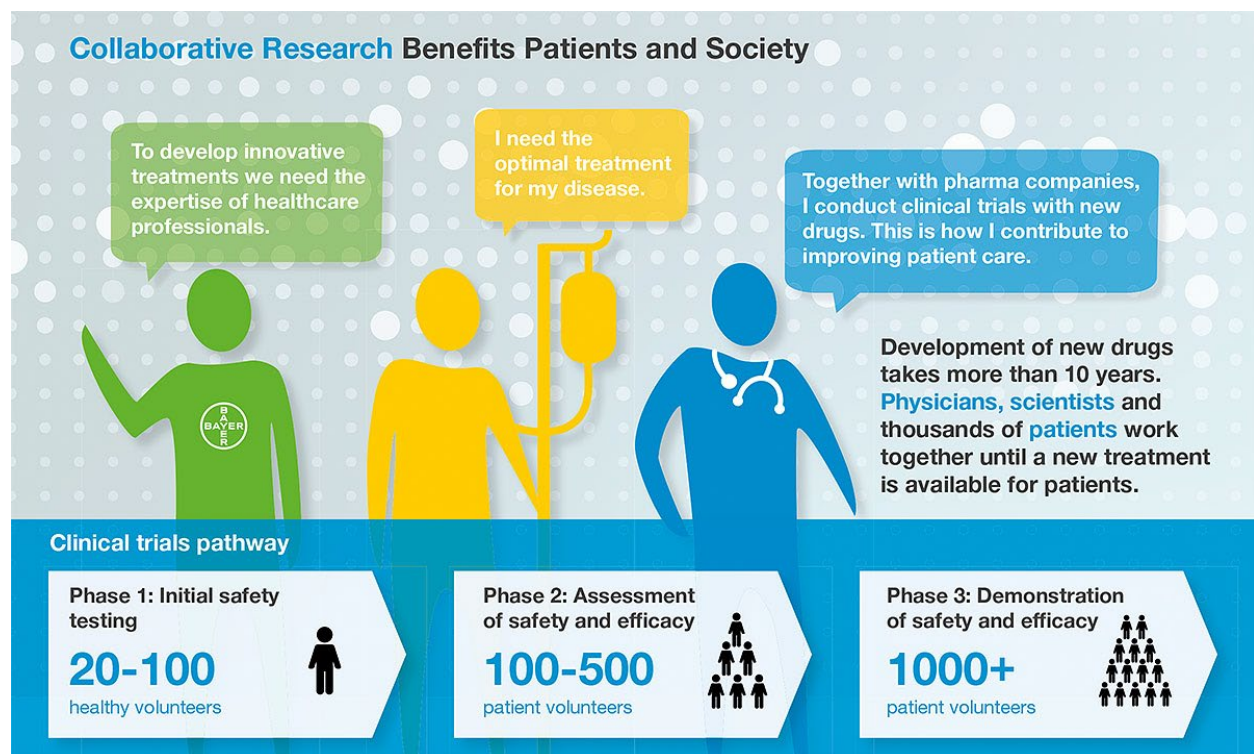 Collaborative Research Benefits Patients and Society
To develop innovative
treatments we need the
expertise of healthcare
professionals.
I need the
optimal treatment
for my disease.
Together with pharma companies,
I conduct clinical trials with new
drugs. This is how I contribute to
improving patient care.
BAYER
BAYER
Development of new drugs
takes more than 10 years.
Physicians, scientists and
thousands of patients work
together until a new treatment
is available for patients.
Clinical trials pathway
Phase 1: Initial safety
testing
20-100
healthy volunteers
Phase 2: Assessment
of safety and efficacy
100-500
patient volunteers
Phase 3: Demonstration
of safety and efficacy
1000+
patient volunteers